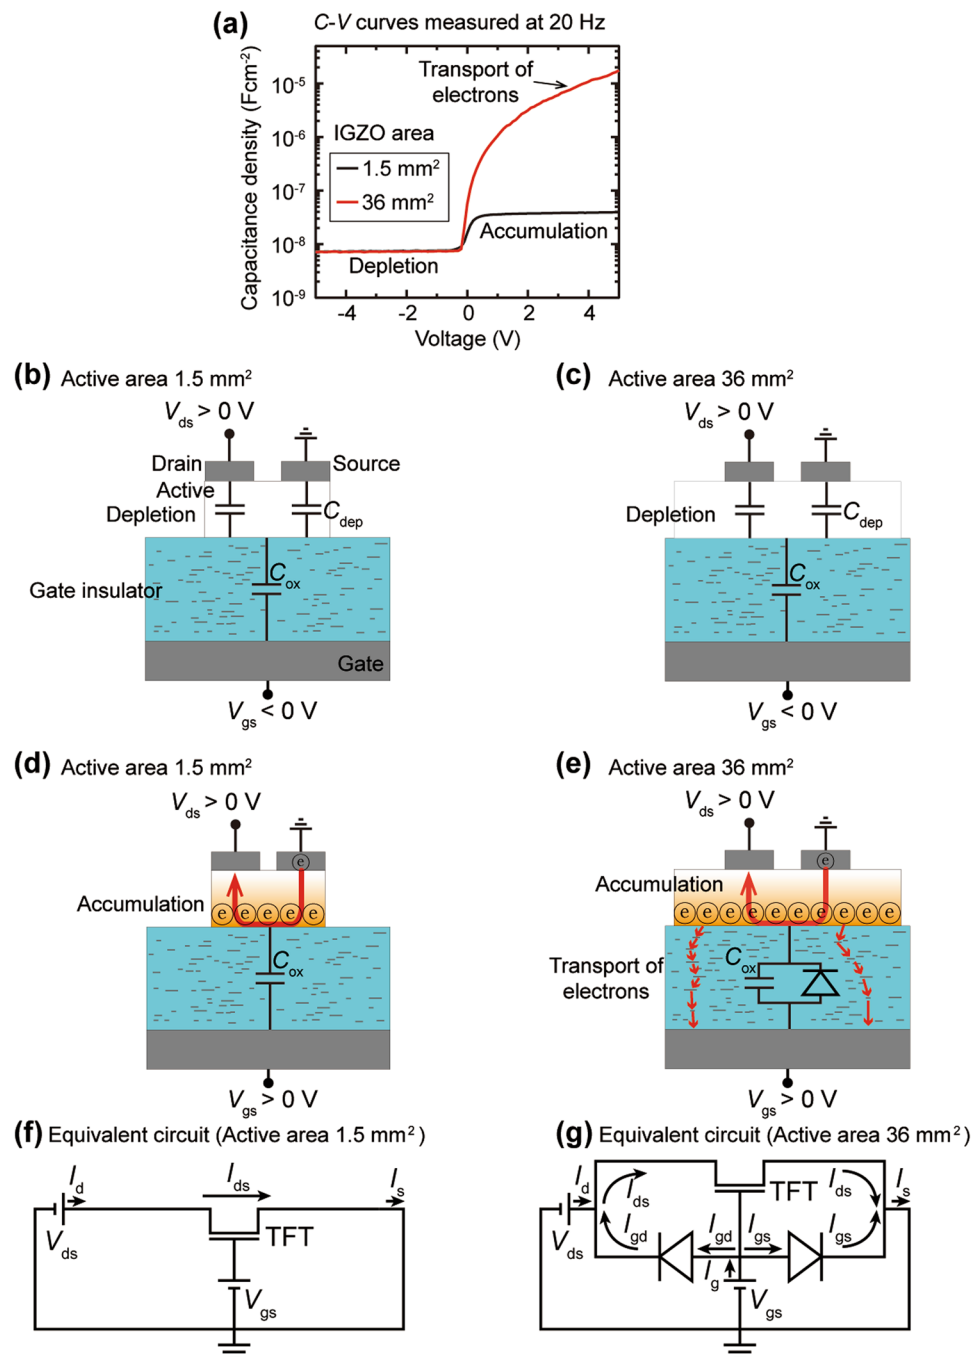 (a) C-V curves measured at 20 Hz
Capacitance density (Fcm⁻²)
10⁻⁵
10⁻⁶
10⁻⁷
10⁻⁸
10⁻⁹
Transport of
electrons
IGZO area
1.5 mm²
36 mm²
Accumulation
Depletion
-4 -2 0 2 4
Voltage (V)
(b) Active area 1.5 mm²
V_ds > 0 V
Drain
Source
Active
Depletion
C_dep
C_ox
Gate insulator
Gate
V_gs < 0 V
(c) Active area 36 mm²
V_ds > 0 V
Depletion
C_dep
C_ox
V_gs < 0 V
(d) Active area 1.5 mm²
V_ds > 0 V
e
Accumulation
e e e e e
C_ox
V_gs > 0 V
(e) Active area 36 mm²
V_ds > 0 V
e
Accumulation
e e e e e e e e e e
C_ox
Transport of
electrons
V_gs > 0 V
(f) Equivalent circuit (Active area 1.5 mm²)
I_d
I_ds
I_s
V_ds
TFT
V_gs
(g) Equivalent circuit (Active area 36 mm²)
I_d
I_ds
TFT
I_ds
I_s
V_ds
I_gd
I_gd
I_gs
I_gs
I_g
V_gs